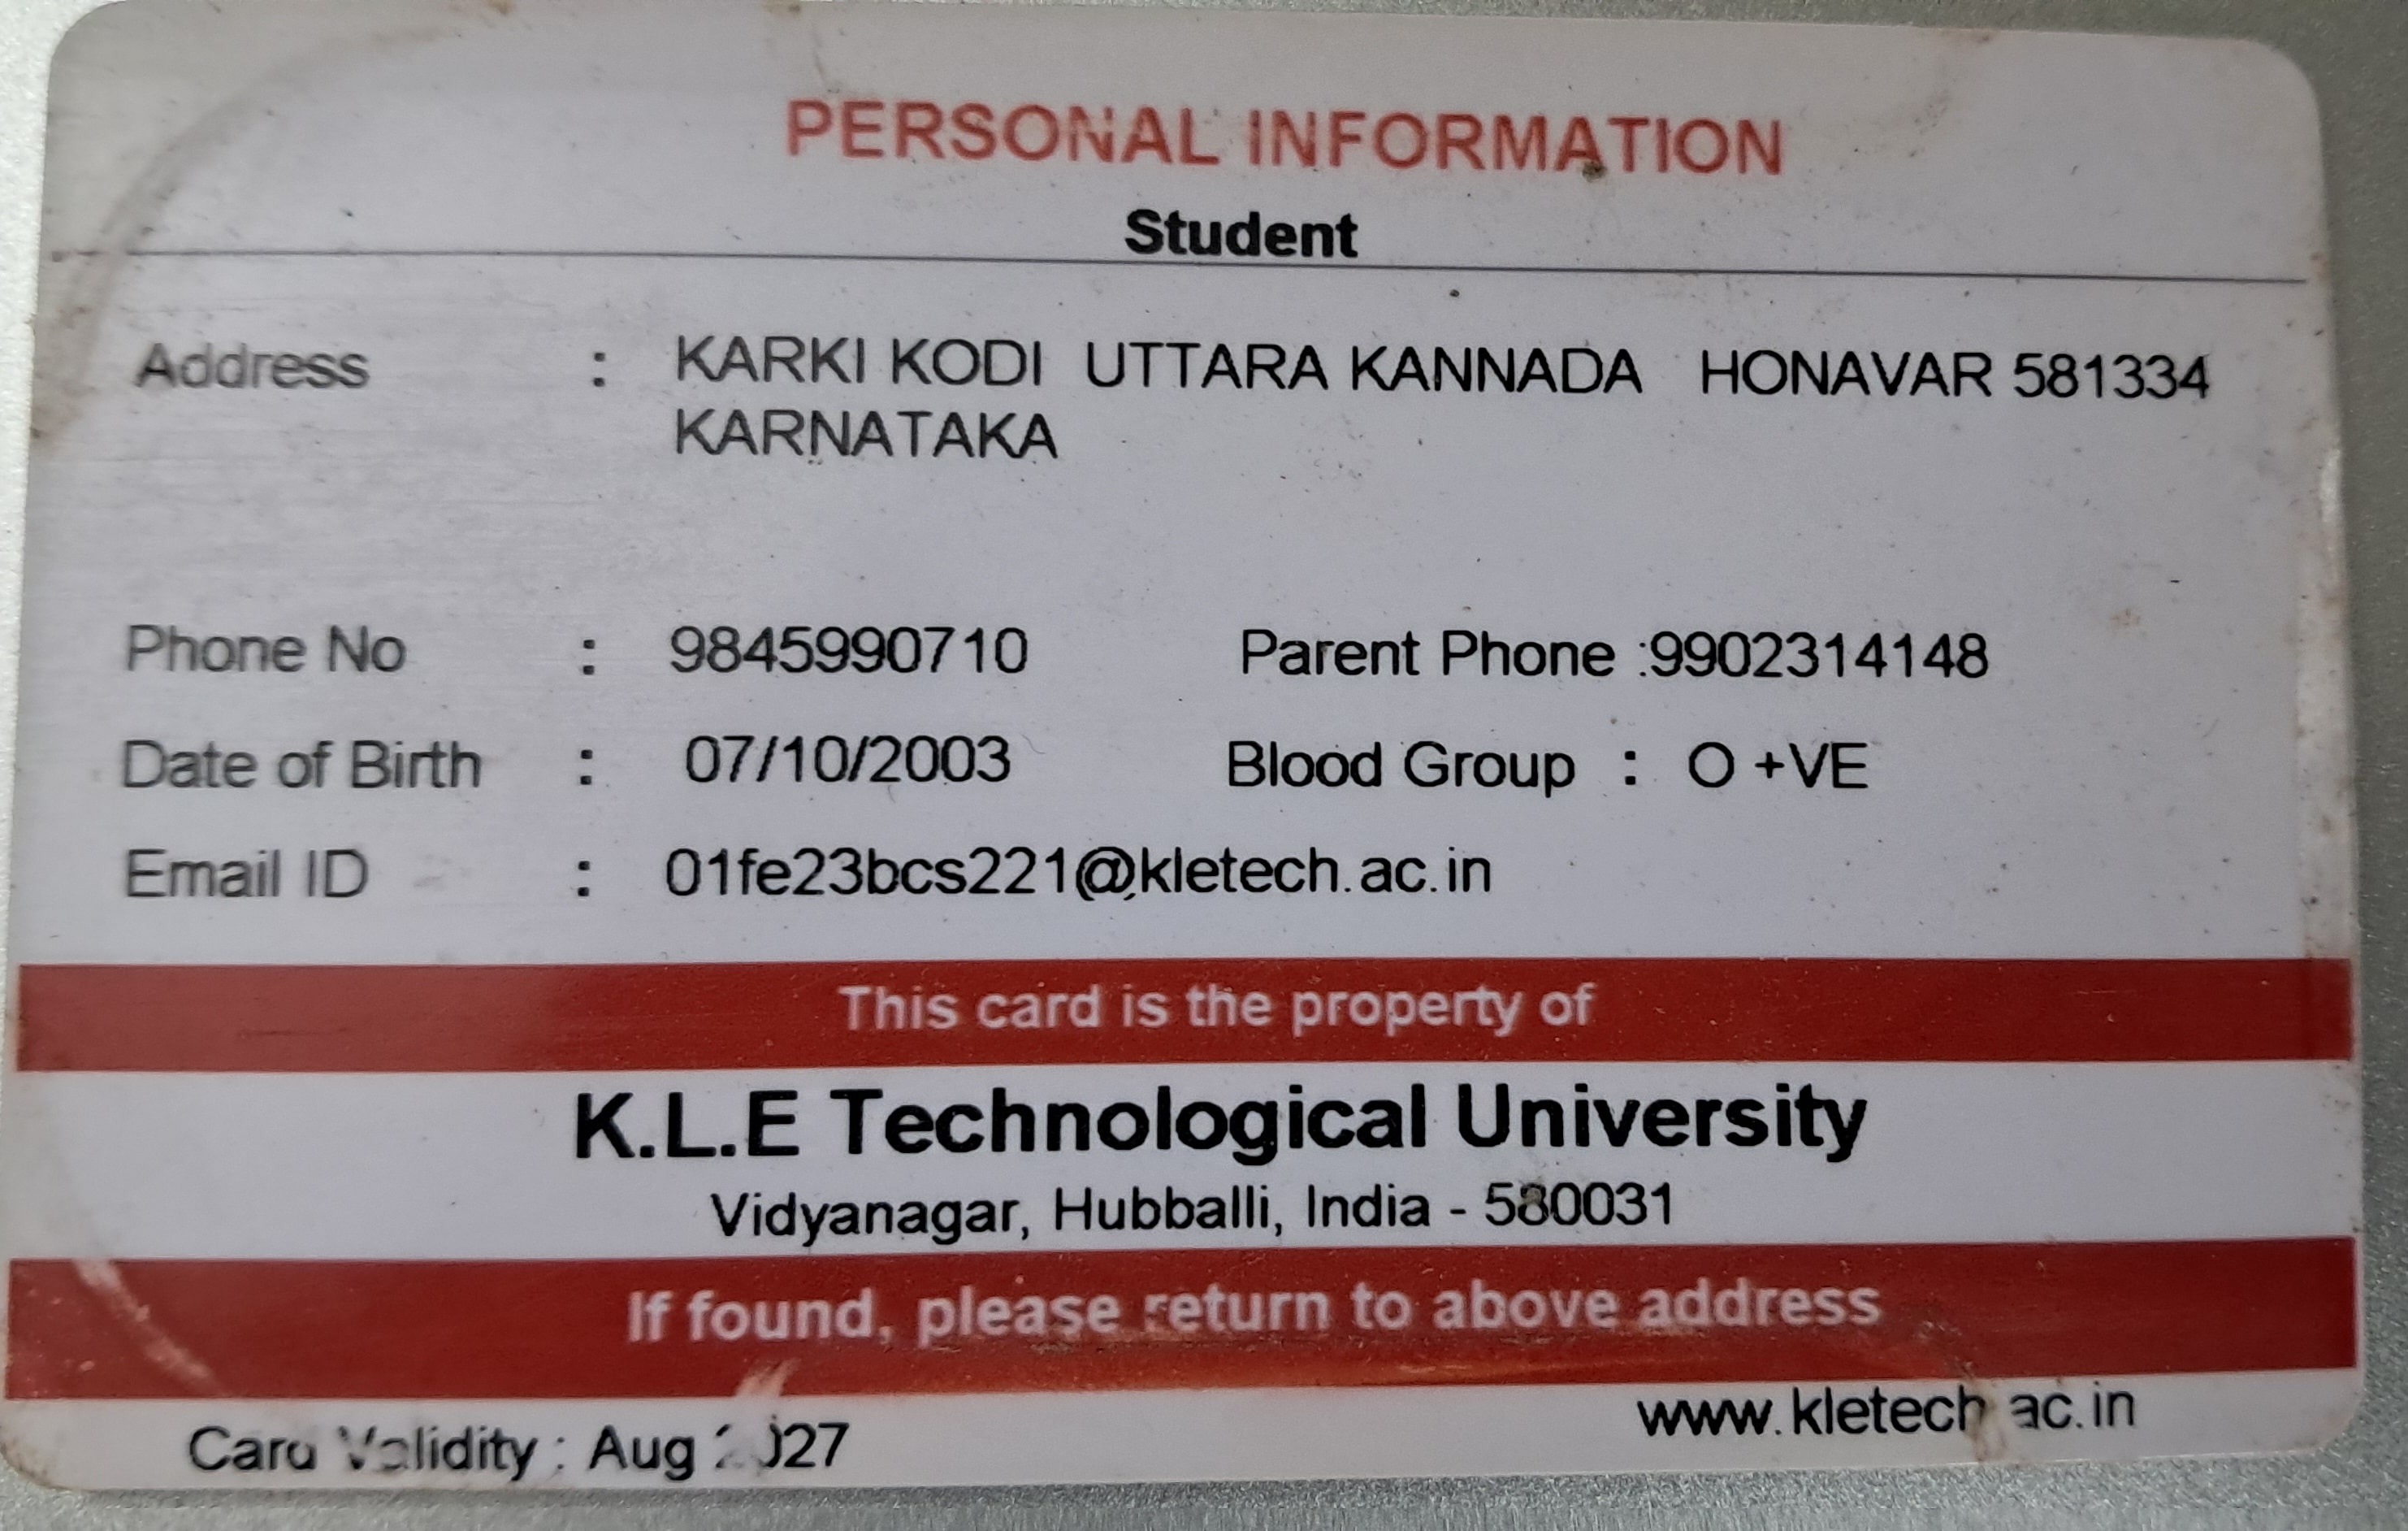 PERSONAL INFORMATION
Student
Address : KARKI KODI UTTARA KANNADA HONAVAR 581334
KARNATAKA
Phone No : 9845990710 Parent Phone :9902314148
Date of Birth : 07/10/2003 Blood Group : O +VE
Email ID : 01fe23bcs221@kletech.ac.in
This card is the property of
K.L.E Technological University
Vidyanagar, Hubballi, India - 580031
If found, please return to above address
www.kletech.ac.in
Card Validity : Aug 2027